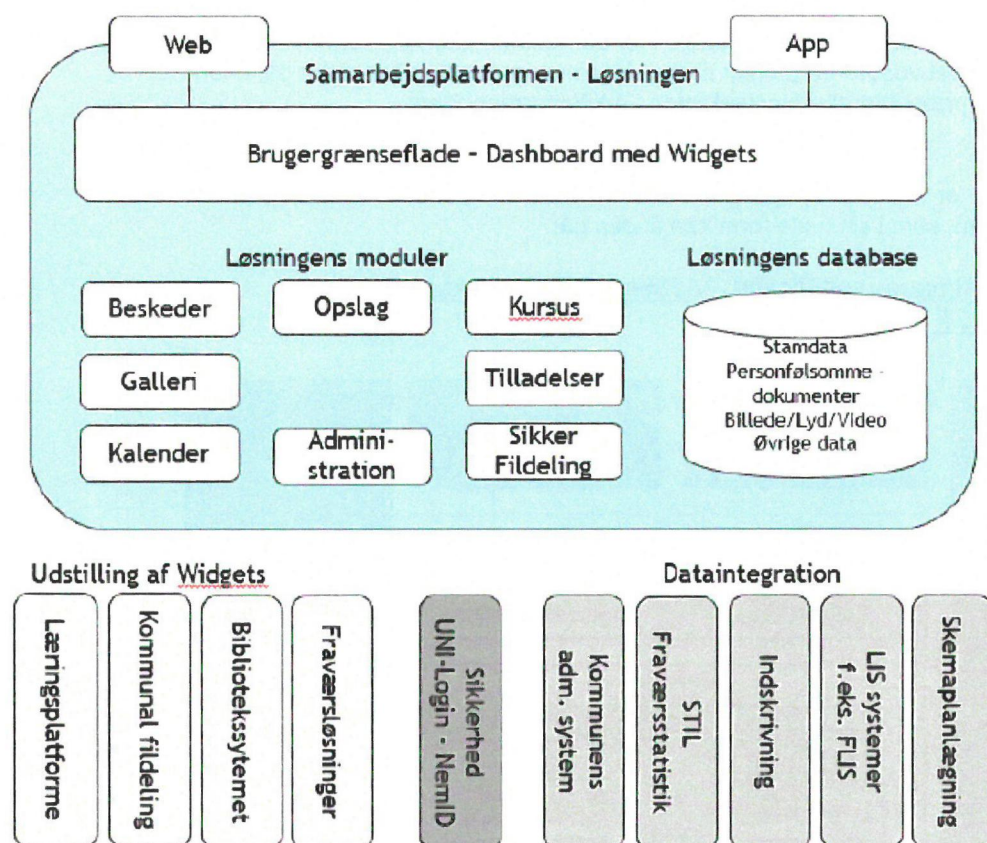 Web
App
Samarbejdsplatformen - Løsningen
Brugergrænseflade - Dashboard med Widgets
Løsningens moduler
Løsningens database
Beskeder
Opslag
Kursus
Galleri
Tilladelser
Kalender
Admini-
stration
Sikker
Fildeling
Stamdata
Personfølsomme -
dokumenter
Billede/Lyd/Video
Øvrige data
Udstilling af Widgets
Dataintegration
Læringsplatforme
Kommunal fildeling
Bibliotekssytemet
Fraværsløsninger
Sikkerhed
UNI-Login - NemID
Kommunens
adm. system
STIL
Fraværsstatistik
Indskrivning
LIS systemer
f.eks. FLIS
Skemaplanlægning